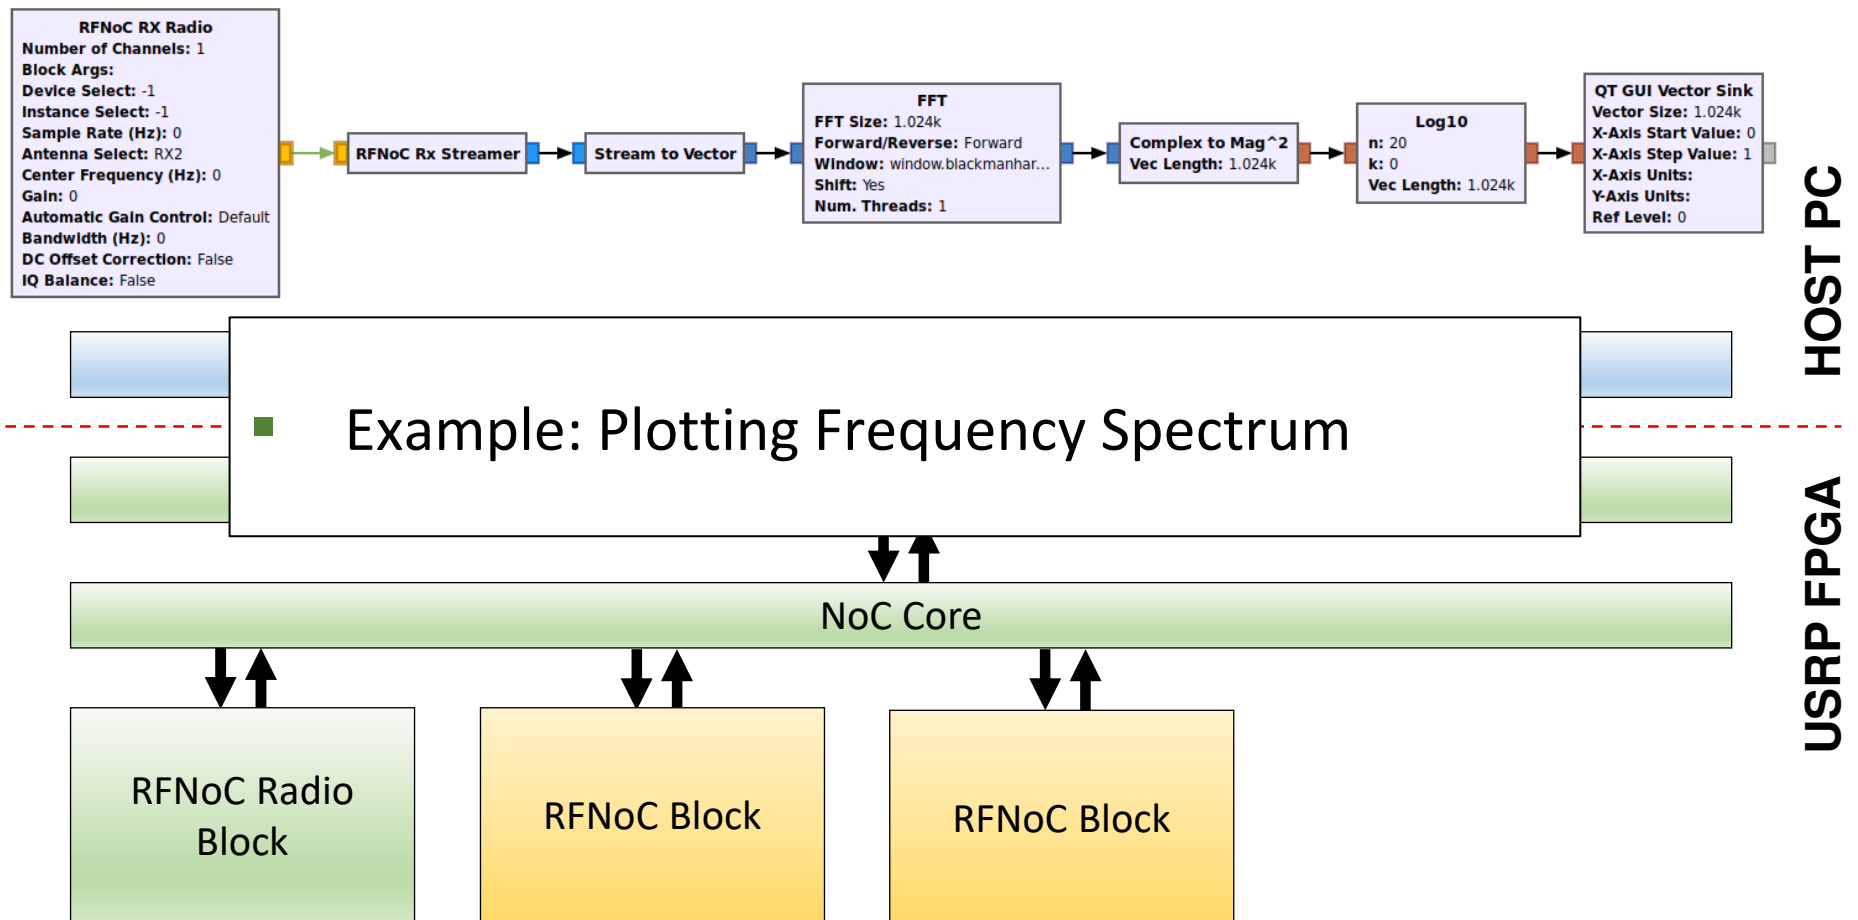 RFNoC RX Radio
Number of Channels: 1
Block Args:
Device Select: -1
Instance Select: -1
Sample Rate (Hz): 0
Antenna Select: RX2
Center Frequency (Hz): 0
Gain: 0
Automatic Gain Control: Default
Bandwidth (Hz): 0
DC Offset Correction: False
IQ Balance: False
RFNoC Rx Streamer
Stream to Vector
FFT
FFT Size: 1.024k
Forward/Reverse: Forward
Window: window.blackmanhar...
Shift: Yes
Num. Threads: 1
Complex to Mag^2
Vec Length: 1.024k
Log10
n: 20
k: 0
Vec Length: 1.024k
QT GUI Vector Sink
Vector Size: 1.024k
X-Axis Start Value: 0
X-Axis Step Value: 1
X-Axis Units:
Y-Axis Units:
Ref Level: 0
HOST PC
Example: Plotting Frequency Spectrum
USRP FPGA
NoC Core
RFNoC Radio
Block
RFNoC Block
RFNoC Block